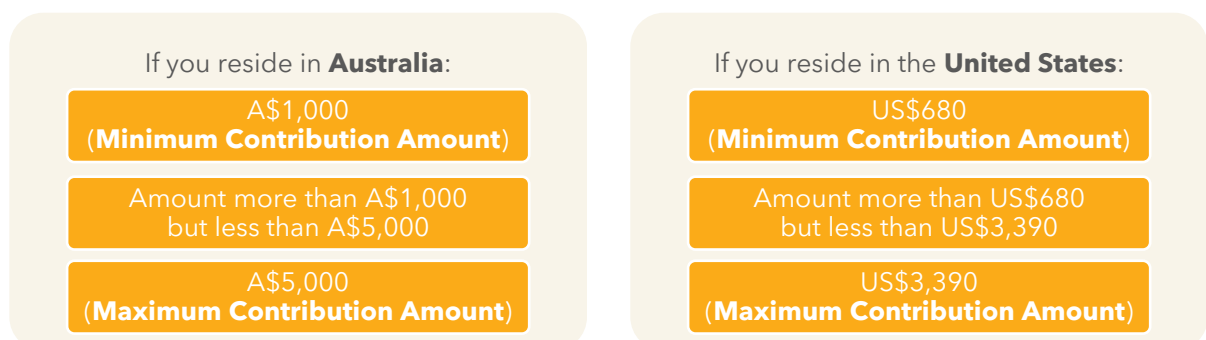 If you reside in Australia:
A$1,000
(Minimum Contribution Amount)
Amount more than A$1,000
but less than A$5,000
A$5,000
(Maximum Contribution Amount)
If you reside in the United States:
US$680
(Minimum Contribution Amount)
Amount more than US$680
but less than US$3,390
US$3,390
(Maximum Contribution Amount)